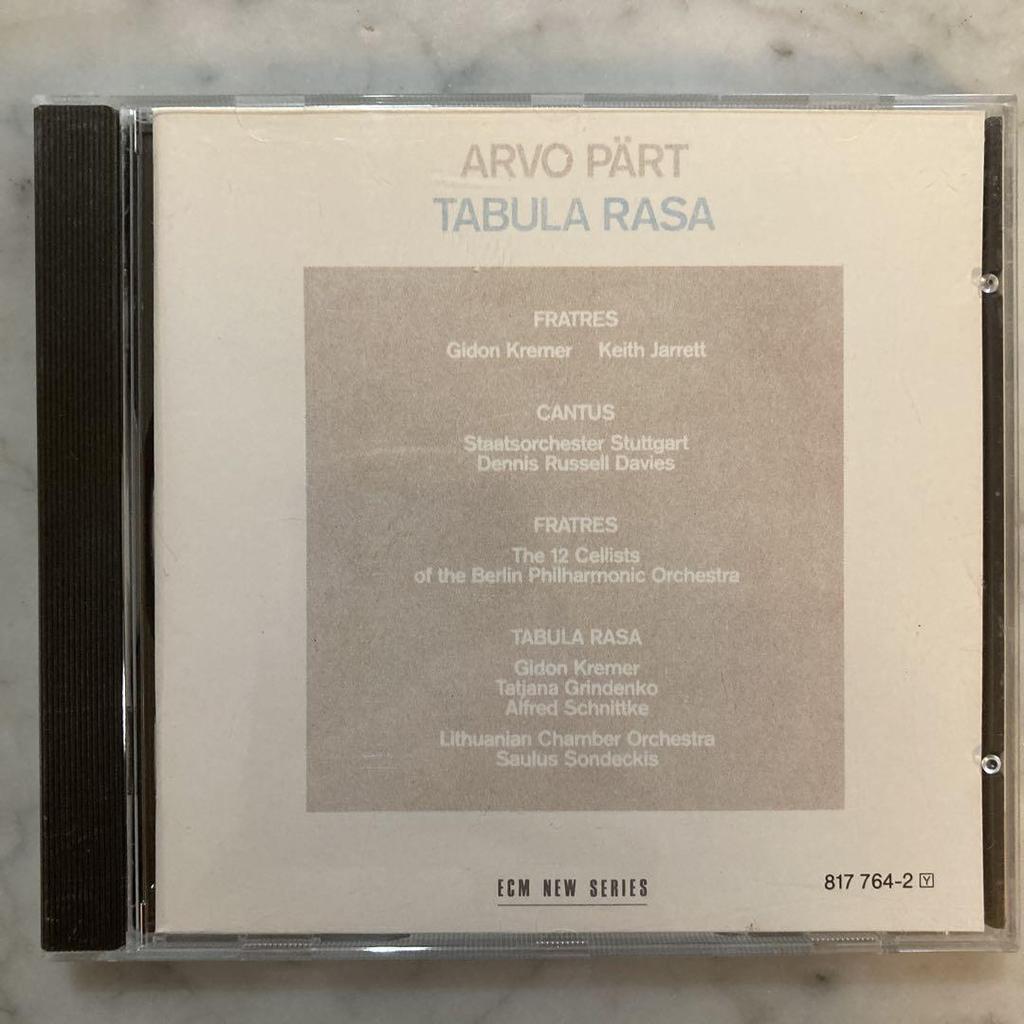 ARVO PÄRT
TABULA RASA
FRATRES
Gidon Kremer Keith Jarrett
CANTUS
Staatsorchester Stuttgart
Dennis Russell Davies
FRATRES
The 12 Cellists
of the Berlin Philharmonic Orchestra
TABULA RASA
Gidon Kremer
Tatjana Grindenko
Alfred Schnittke
Lithuanian Chamber Orchestra
Saulus Sondeckis
ECM NEW SERIES
817 764-2 Y